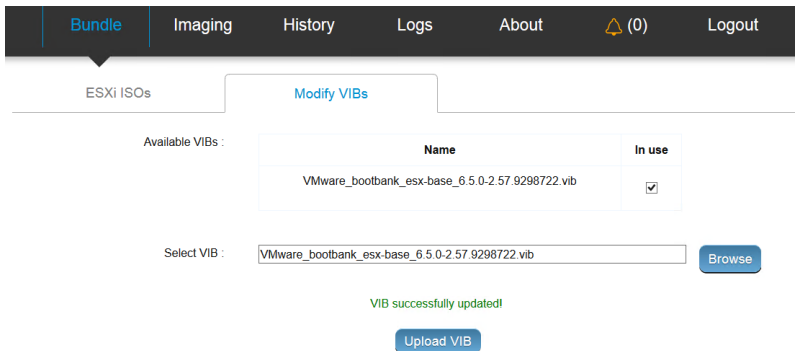 Bundle Imaging History Logs About (0) Logout
ESXi ISOs Modify VIBs
Available VIBs : Name In use
VMware_bootbank_esx-base_6.5.0-2.57.9298722.vib
Select VIB : VMware_bootbank_esx-base_6.5.0-2.57.9298722.vib Browse
VIB successfully updated!
Upload VIB